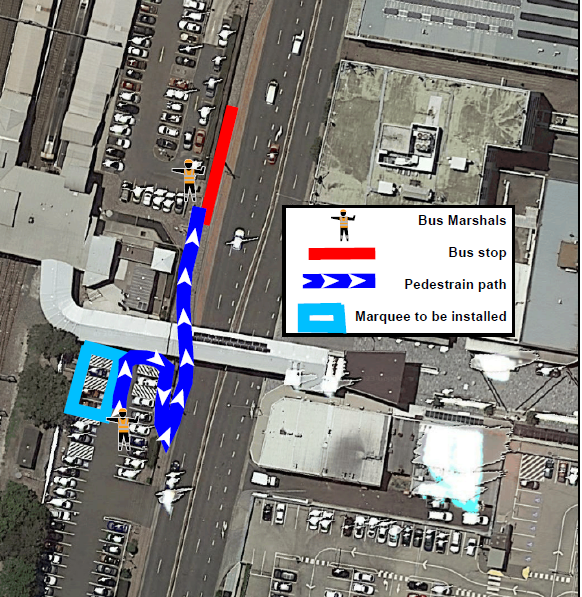 Bus Marshals
Bus stop
Pedestrain path
Marquee to be installed